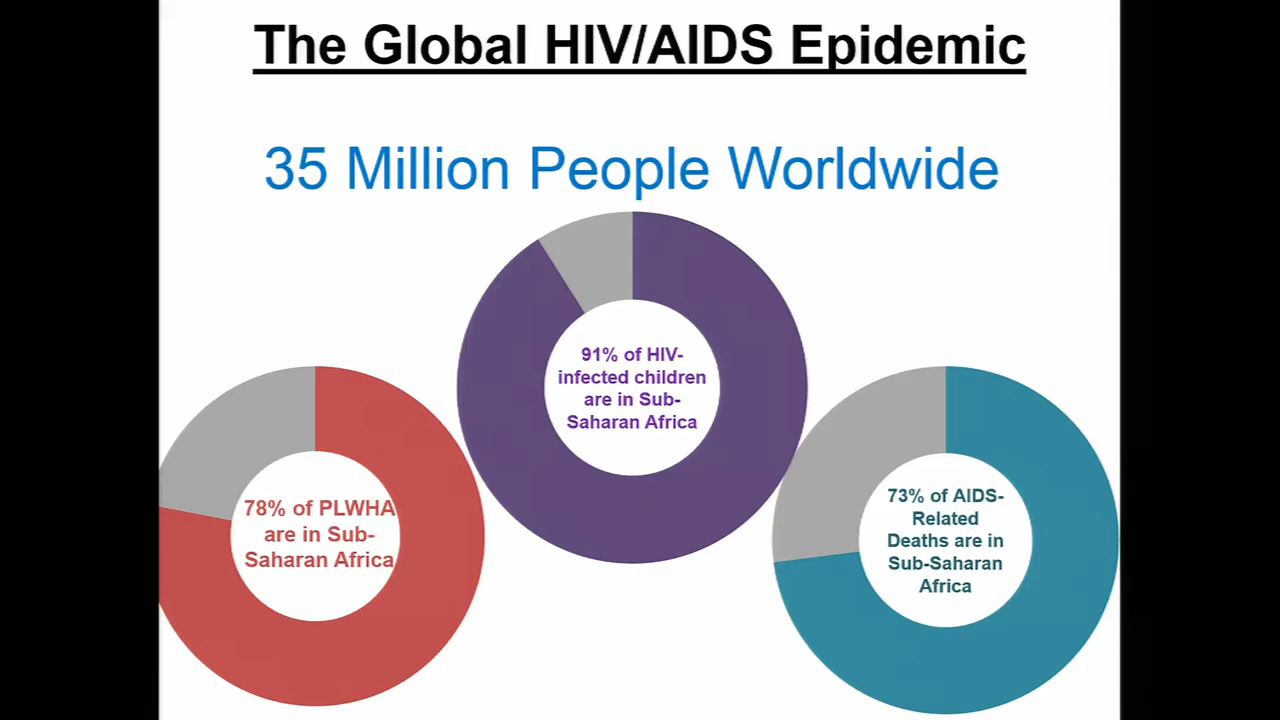 The Global HIV/AIDS Epidemic
35 Million People Worldwide
91% of HIV-
infected children
are in Sub-
Saharan Africa
78% of PLWHA
are in Sub-
Saharan Africa
73% of AIDS-
Related
Deaths are in
Sub-Saharan
Africa